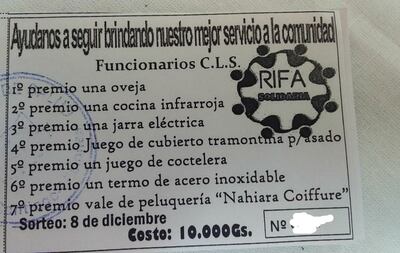 Ayudanos a seguir brindando nuestro mejor servicio a la comunidad
Funcionarios C.L.S.
RIFA
SOLIDARIA
1º premio una oveja
2º premio una cocina infrarroja
3º premio una jarra eléctrica
4º premio Juego de cubierto tramontina p/asado
5º premio un juego de coctelera
6º premio un termo de acero inoxidable
7º premio vale de peluquería “Nahiara Coiffure”
Sorteo: 8 de diciembre
Costo: 10.000Gs.
Nº